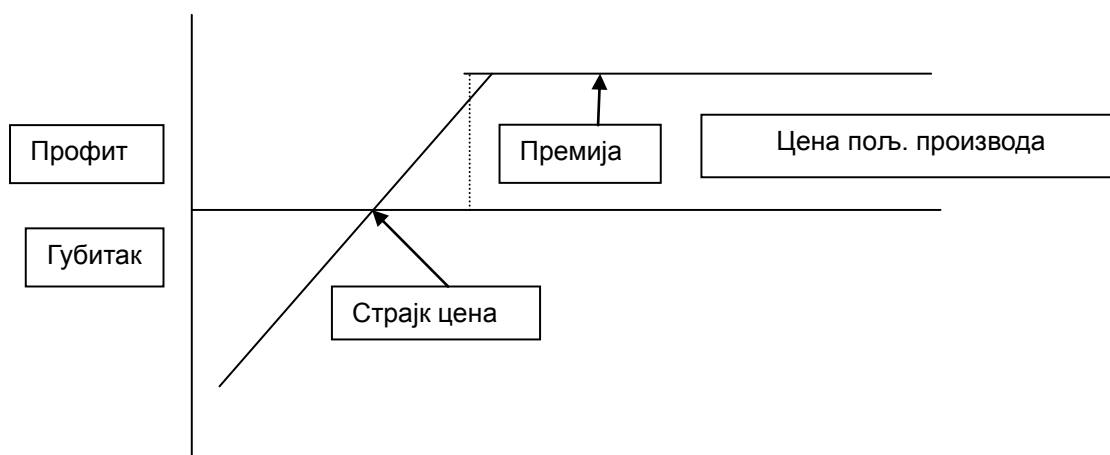 Профит
Премија
Цена пољ. производа
Губитак
Страјк цена